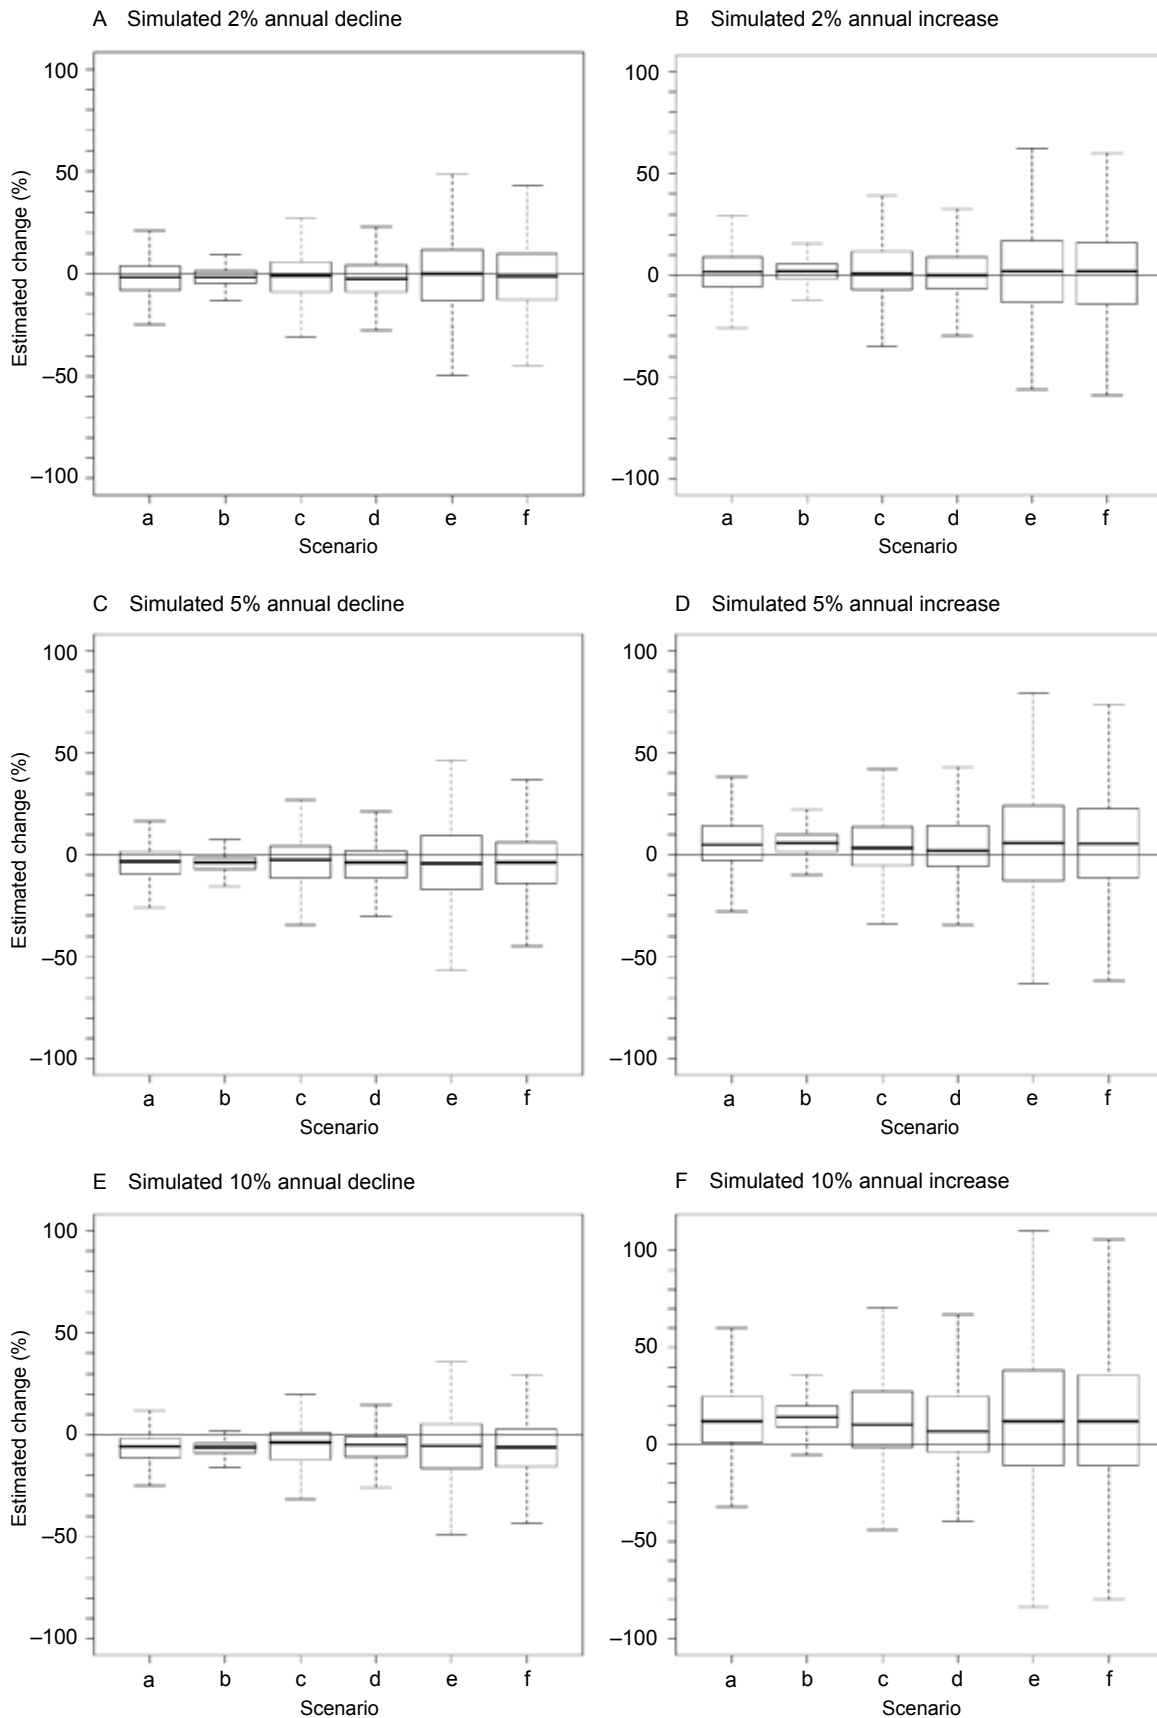 A Simulated 2% annual decline
100
50
0
–50
–100
Estimated change (%)
a b c d e f
Scenario
B Simulated 2% annual increase
100
50
0
–50
–100
a b c d e f
Scenario
C Simulated 5% annual decline
100
50
0
–50
–100
Estimated change (%)
a b c d e f
Scenario
D Simulated 5% annual increase
100
50
0
–50
–100
a b c d e f
Scenario
E Simulated 10% annual decline
100
50
0
–50
–100
Estimated change (%)
a b c d e f
Scenario
F Simulated 10% annual increase
100
50
0
–50
–100
a b c d e f
Scenario